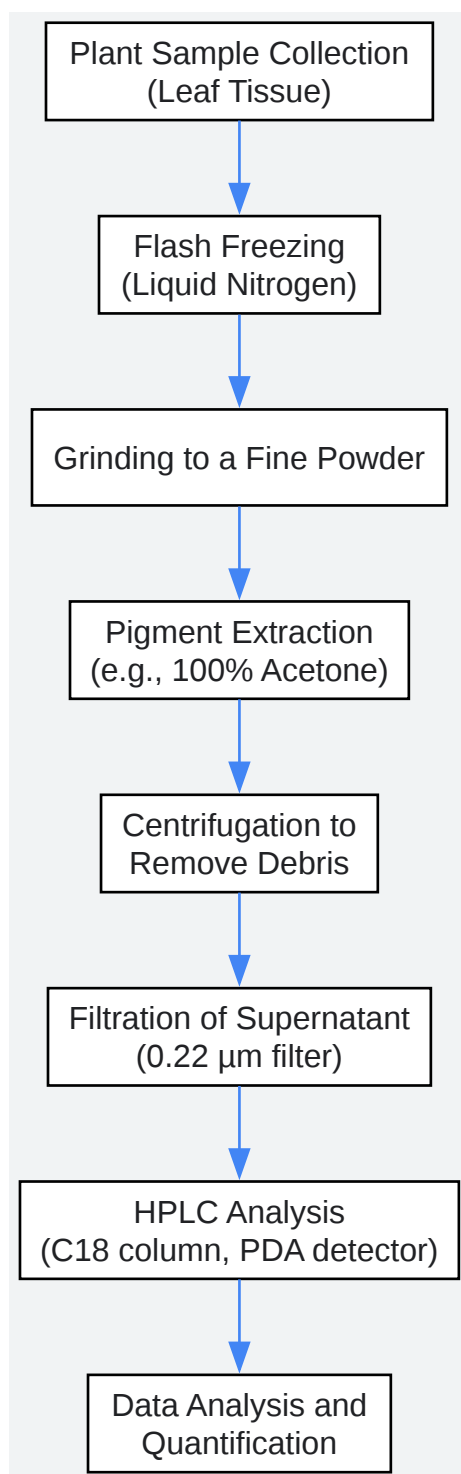 Plant Sample Collection
(Leaf Tissue)
Flash Freezing
(Liquid Nitrogen)
Grinding to a Fine Powder
Pigment Extraction
(e.g., 100% Acetone)
Centrifugation to
Remove Debris
Filtration of Supernatant
(0.22 µm filter)
HPLC Analysis
(C18 column, PDA detector)
Data Analysis and
Quantification